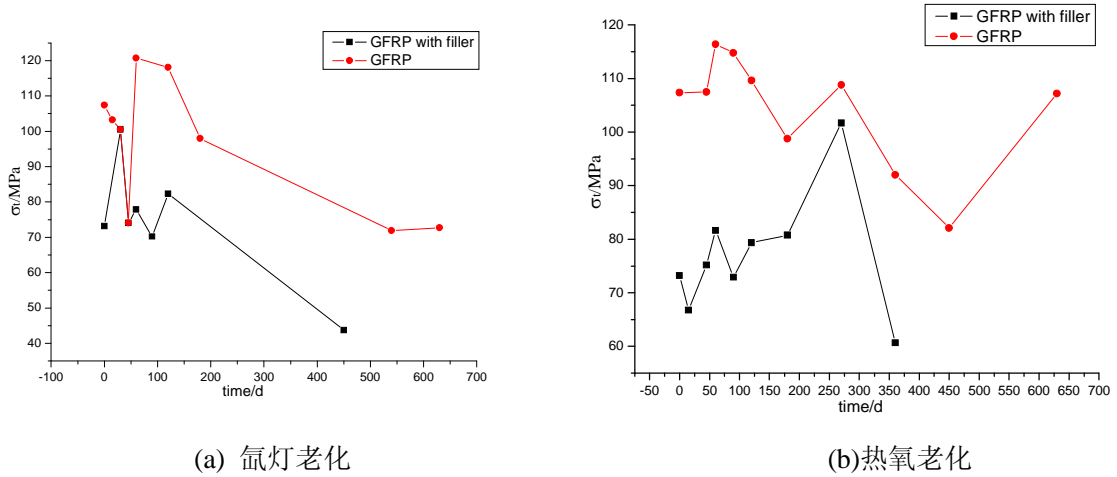 GFRP with filler
GFRP
120
110
100
90
80
70
60
50
40
σt/MPa
-100 0 100 200 300 400 500 600 700
time/d
(a) 氙灯老化
GFRP with filler
GFRP
120
110
100
90
80
70
60
σt/MPa
-50 0 50 100 150 200 250 300 350 400 450 500 550 600 650 700
time/d
(b)热氧老化